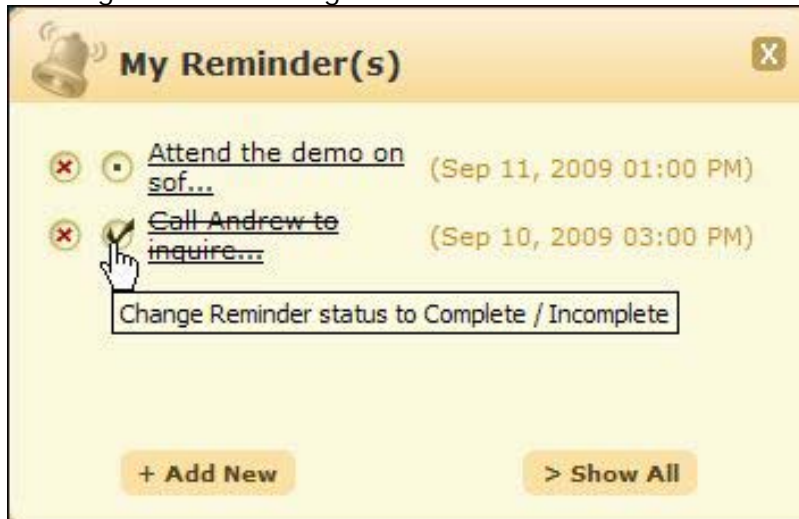 My Reminder(s)
X
Attend the demo on (Sep 11, 2009 01:00 PM)
sof...
Call Andrew to (Sep 10, 2009 03:00 PM)
inquire...
Change Reminder status to Complete / Incomplete
+ Add New > Show All